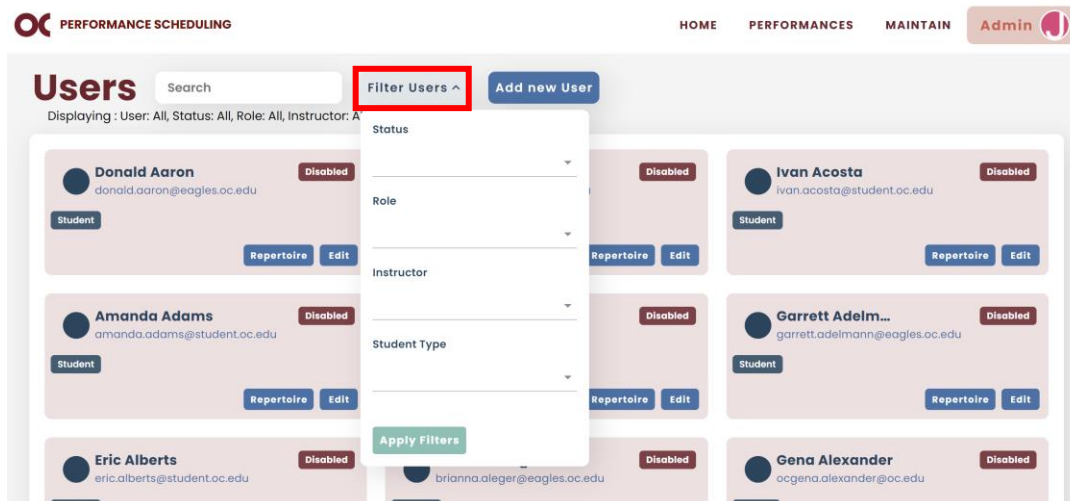 OC PERFORMANCE SCHEDULING HOME PERFORMANCES MAINTAIN Admin J
Users Search Filter Users Add new User
Displaying : User: All, Status: All, Role: All, Instructor: A
Status
Role
Instructor
Student Type
Apply Filters
Donald Aaron Disabled
donald.aaron@eagles.oc.edu
Student
Repertoire Edit
Disabled
Repertoire Edit
Ivan Acosta Disabled
ivan.acosta@student.oc.edu
Student
Repertoire Edit
Amanda Adams Disabled
amanda.adams@student.oc.edu
Student
Repertoire Edit
Disabled
Repertoire Edit
Garrett Adelm... Disabled
garrett.adelmann@eagles.oc.edu
Student
Repertoire Edit
Eric Alberts Disabled
eric.alberts@student.oc.edu
Disabled
brianna.aleger@eagles.oc.edu
Gena Alexander Disabled
ocgena.alexander@oc.edu